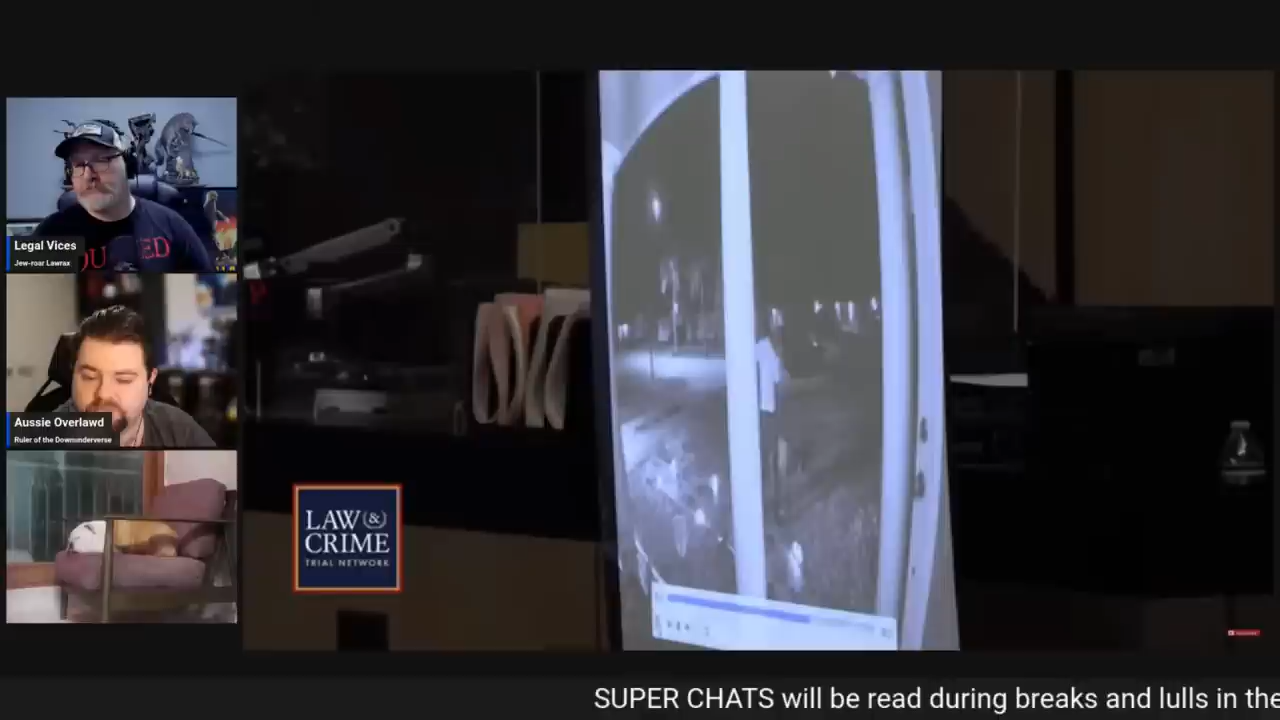 Legal Vices
Jew-roar Lawrax
Aussie Overlawd
Ruler of the Downunderverse
LAW &
CRIME
TRIAL NETWORK
SUPER CHATS will be read during breaks and lulls in the